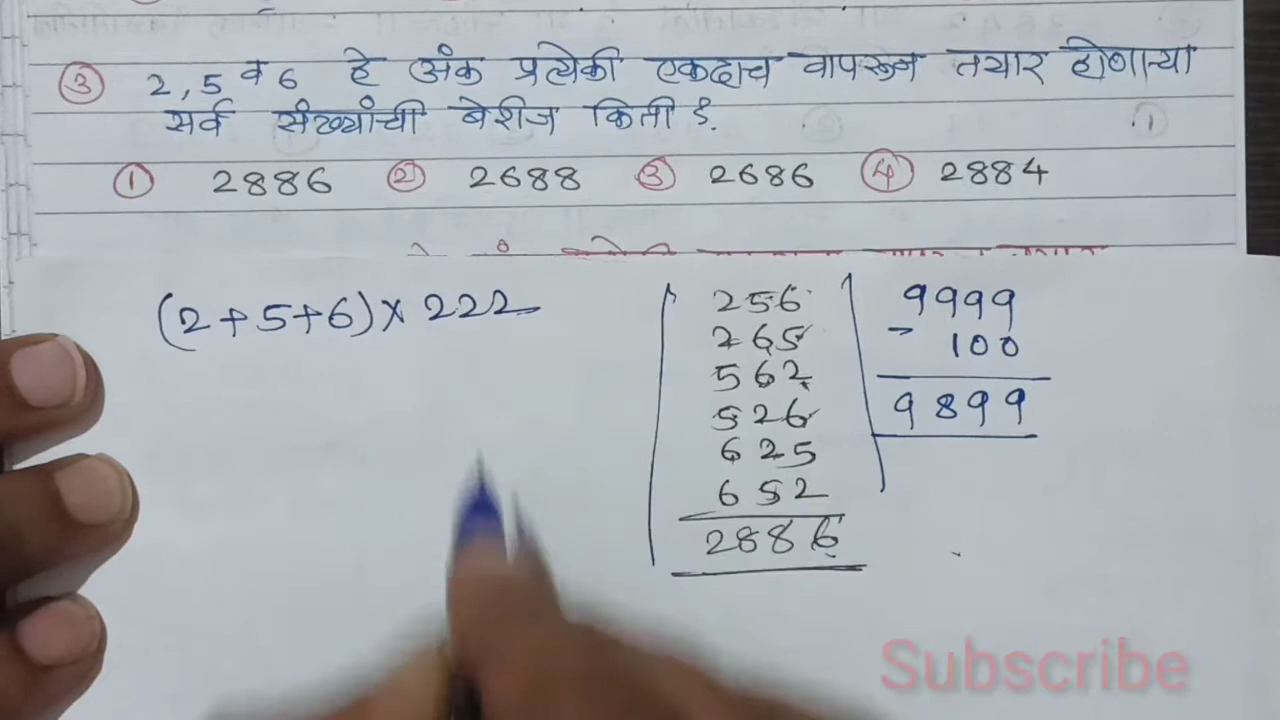 ③ 2, 5 व 6 हे अंक प्रत्येकी एकदाच वापरून तयार होणाऱ्या
सर्व संख्यांची बेरीज किती ?.
① 2886 ② 2688 ③ 2686 ④ 2884
(2+5+6)× 222
256
265
562
526
625
652
2886
9999
- 100
9899
Subscribe